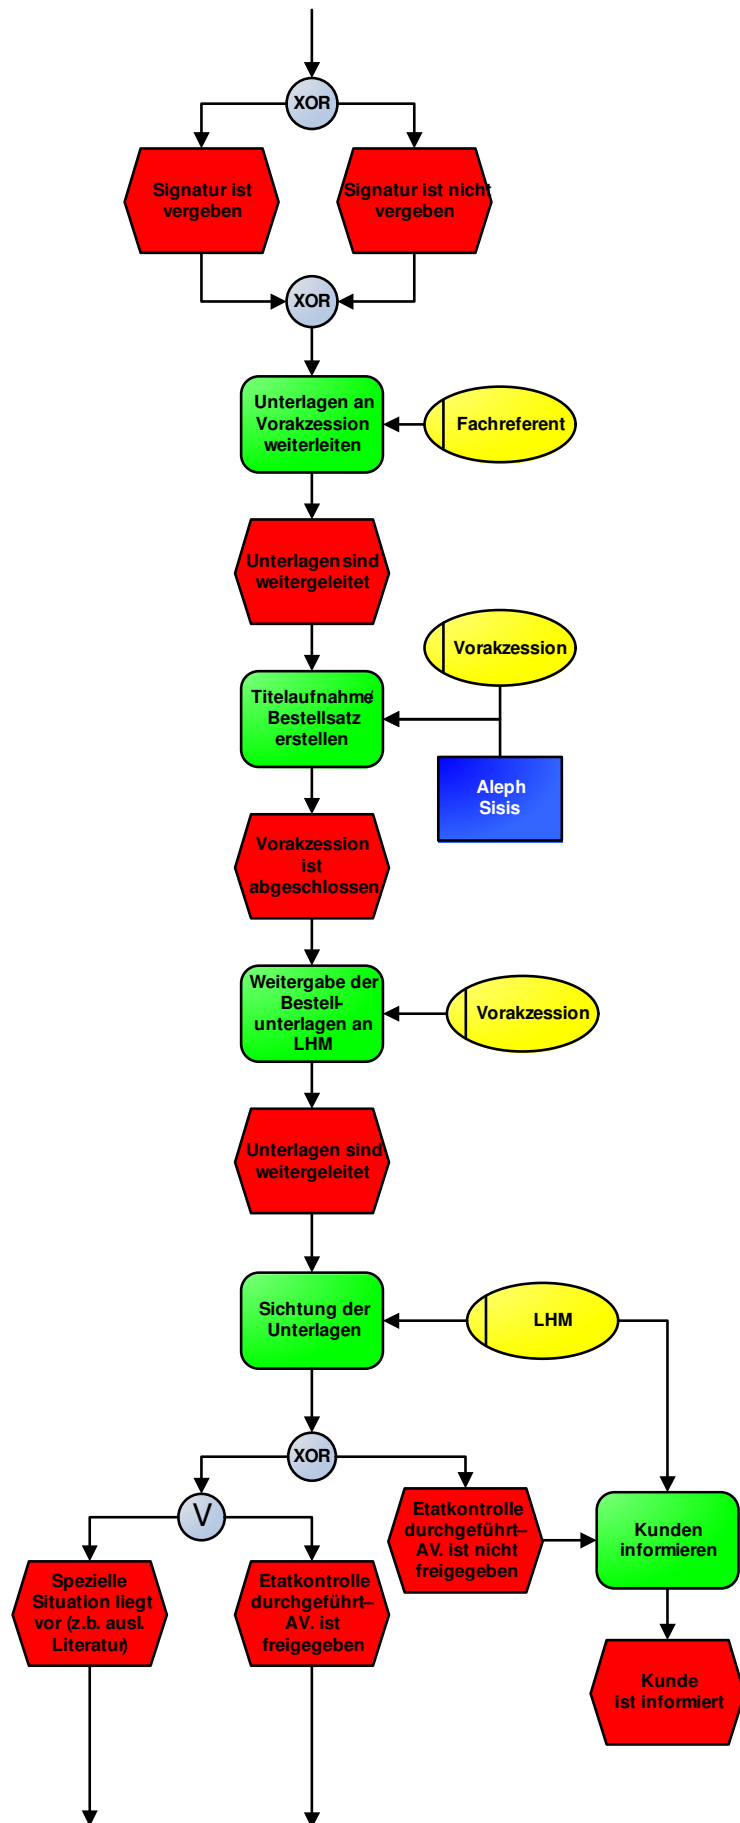 XOR
Signatur ist
vergeben
Signatur ist nicht
vergeben
XOR
Unterlagen an
Vorakzession
weiterleiten
Fachreferent
Unterlagen sind
weitergeleitet
Vorakzession
Titelaufnahme/
Bestellsatz
erstellen
Aleph
Sisis
Vorakzession
ist
abgeschlossen
Weitergabe der
Bestell-
unterlagen an
LHM
Vorakzession
Unterlagen sind
weitergeleitet
Sichtung der
Unterlagen
LHM
XOR
V
Etatkontrolle
durchgeführt–
AV. ist nicht
freigegeben
Kunden
informieren
Spezielle
Situation liegt
vor (z.b. ausl.
Literatur)
Etatkontrolle
durchgeführt–
AV. ist
freigegeben
Kunde
ist informiert